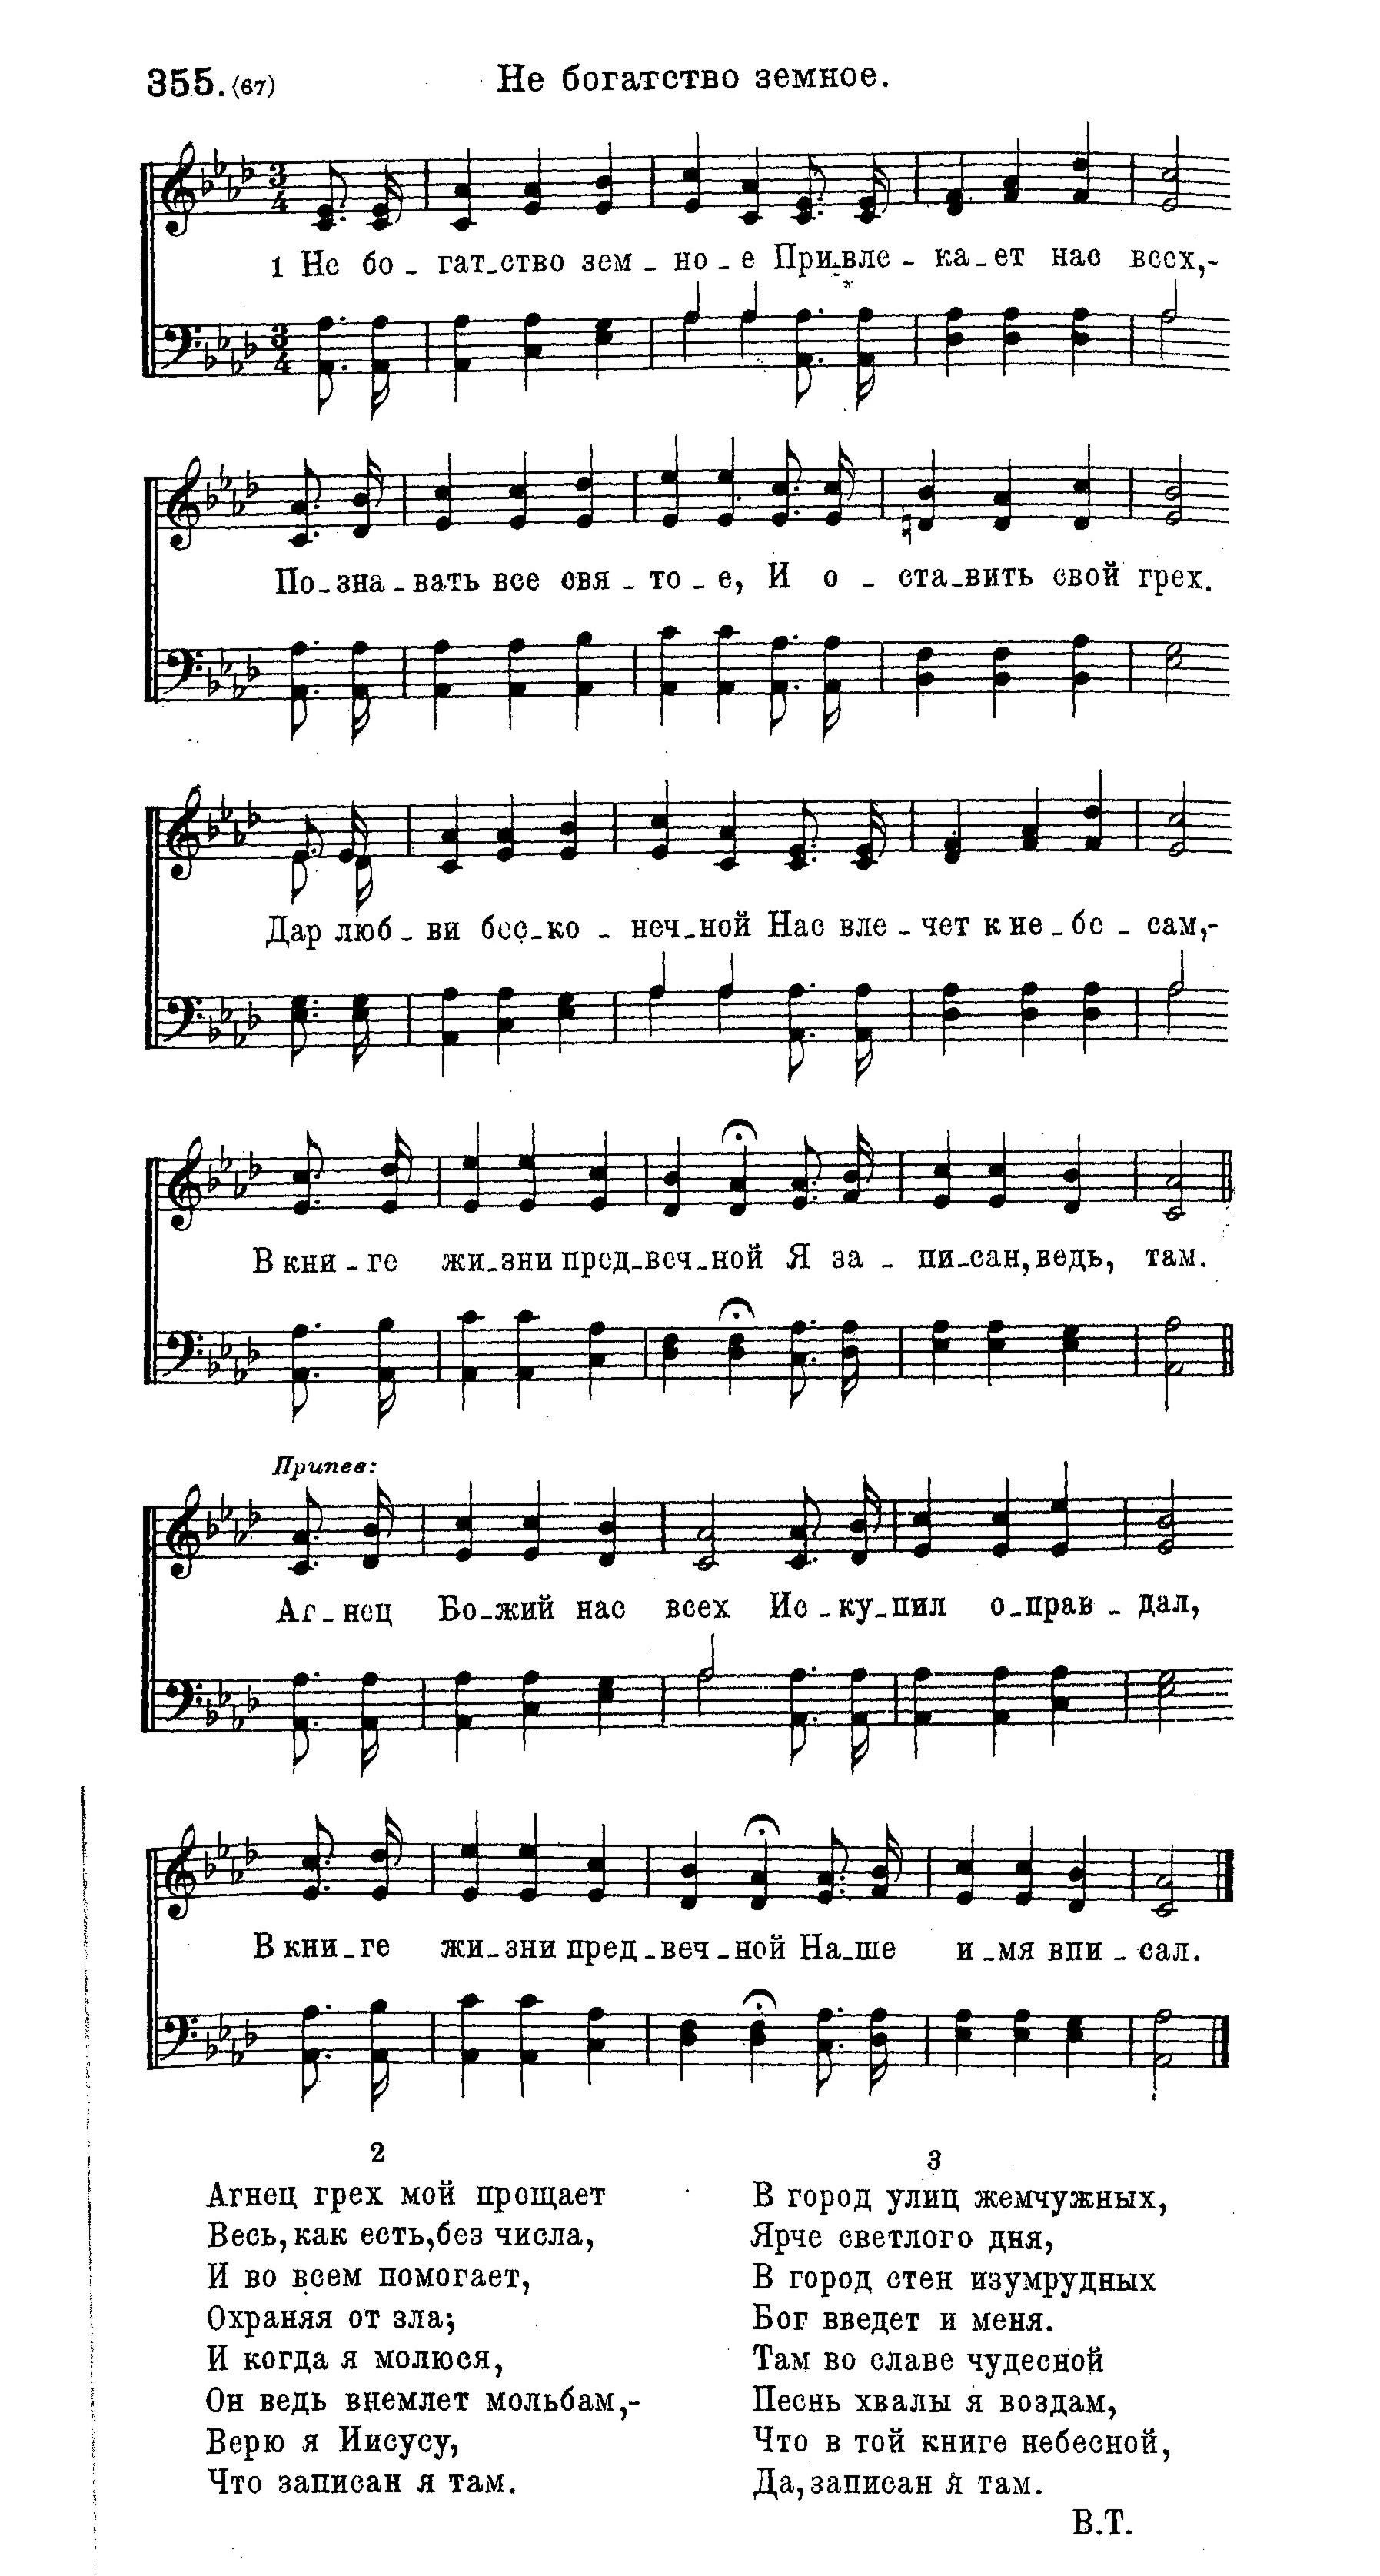 355.(67) Не богатство земное.
3/4
1 Не бо - гат-ство зем - но - е При-вле - ка-ет нас всех,-
3/4
По-зна-вать все свя - то - е, И о - ста-вить свой грех.
Дар люб - ви бес-ко - неч-ной Нас вле - чет к не - бе - сам,-
В кни - ге жи-зни пред-веч-ной Я за - пи-сан, ведь, там.
Припев:
Аг - нец Бо-жий нас всех Ис - ку-пил о-прав - дал,
В кни-ге жи-зни пред-веч-ной На-ше и-мя впи - сал.
2
Агнец грех мой прощает
Весь, как есть, без числа,
И во всем помогает,
Охраняя от зла;
И когда я молюся,
Он ведь внемлет мольбам,-
Верю я Иисусу,
Что записан я там.
3
В город улиц жемчужных,
Ярче светлого дня,
В город стен изумрудных
Бог введет и меня.
Там во славе чудесной
Песнь хвалы я воздам,
Что в той книге небесной,
Да, записан я там.
В.Т.